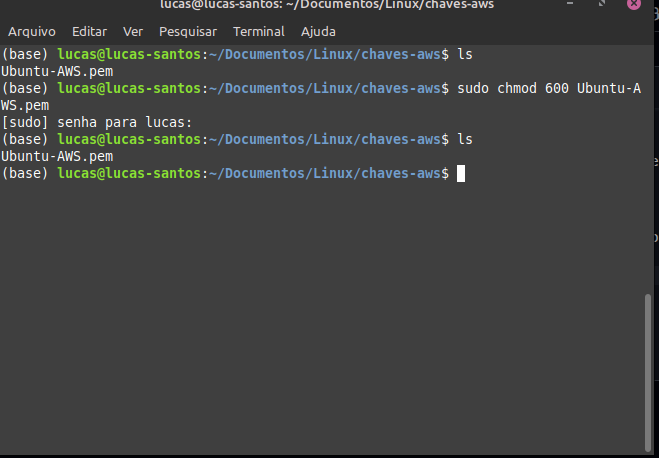 lucas@lucas-santos: ~/Documentos/Linux/chaves-aws
Arquivo Editar Ver Pesquisar Terminal Ajuda
(base) lucas@lucas-santos:~/Documentos/Linux/chaves-aws$ ls
Ubuntu-AWS.pem
(base) lucas@lucas-santos:~/Documentos/Linux/chaves-aws$ sudo chmod 600 Ubuntu-A
WS.pem
[sudo] senha para lucas:
(base) lucas@lucas-santos:~/Documentos/Linux/chaves-aws$ ls
Ubuntu-AWS.pem
(base) lucas@lucas-santos:~/Documentos/Linux/chaves-aws$